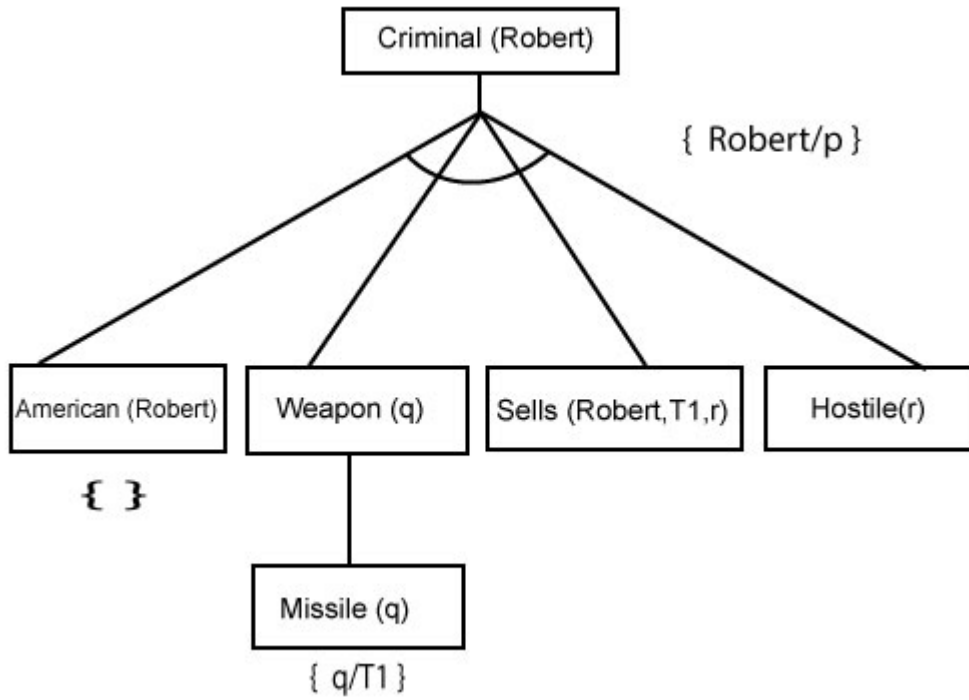 Criminal (Robert)
{ Robert/p }
American (Robert)
Weapon (q)
Sells (Robert,T1,r)
Hostile(r)
{ }
Missile (q)
{ q/T1 }